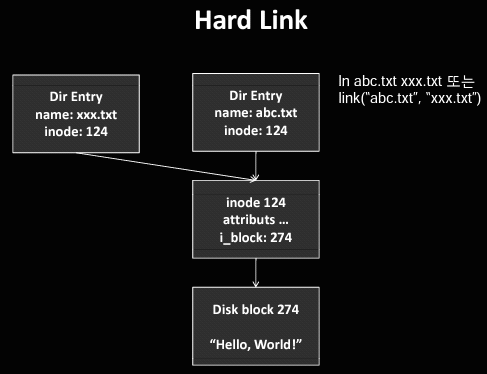 Hard Link
Dir Entry
name: xxx.txt
inode: 124
Dir Entry
name: abc.txt
inode: 124
ln abc.txt xxx.txt 또는
link("abc.txt", "xxx.txt")
inode 124
attributs ...
i_block: 274
Disk block 274
“Hello, World!”